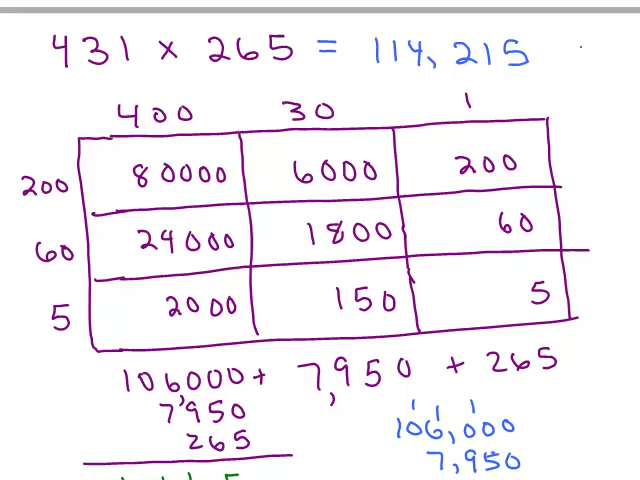 431 x 265 = 114,215
400 30 1
200 80000 6000 200
60 24000 1800 60
5 2000 150 5
106000 + 7,950 + 265
7,950
265
106,000
7,950